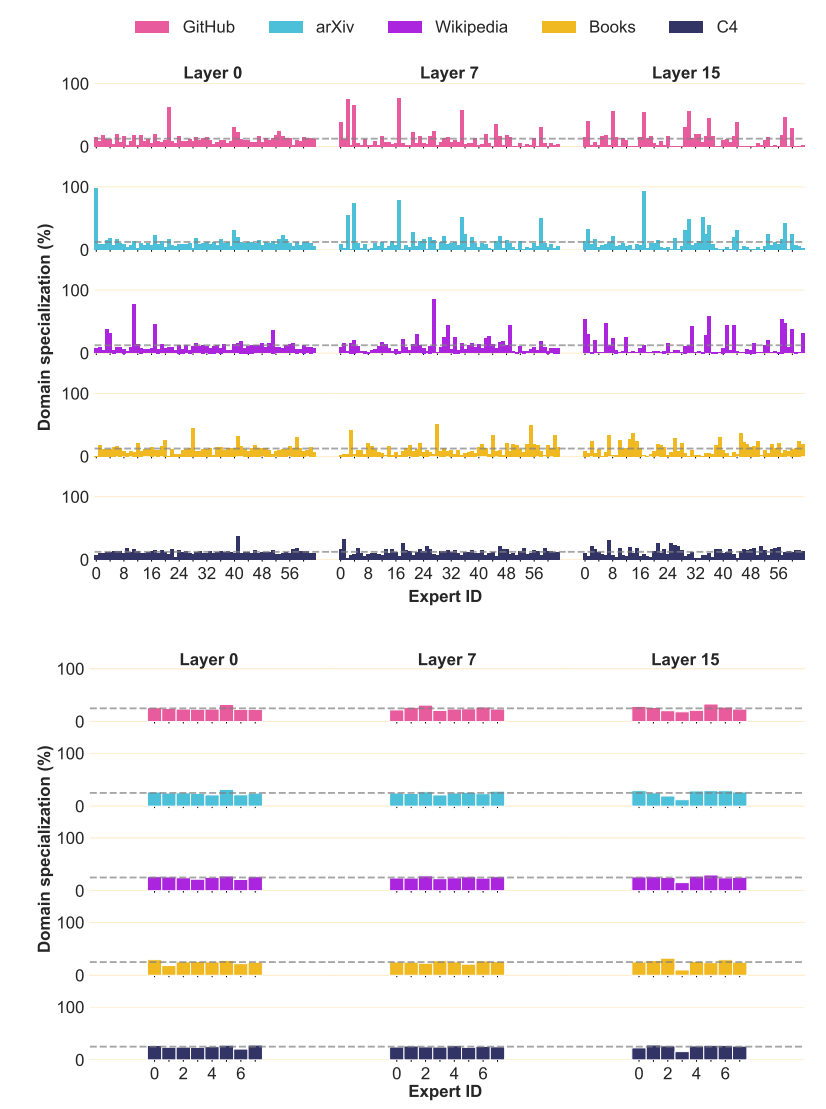 GitHub arXiv Wikipedia Books C4
Layer 0 Layer 7 Layer 15
100
0
100
0
100
0
100
0
100
0
Domain specialization (%)
0 8 16 24 32 40 48 56 0 8 16 24 32 40 48 56 0 8 16 24 32 40 48 56
Expert ID
Layer 0 Layer 7 Layer 15
100
0
100
0
100
0
100
0
100
0
Domain specialization (%)
0 2 4 6 0 2 4 6 0 2 4 6
Expert ID